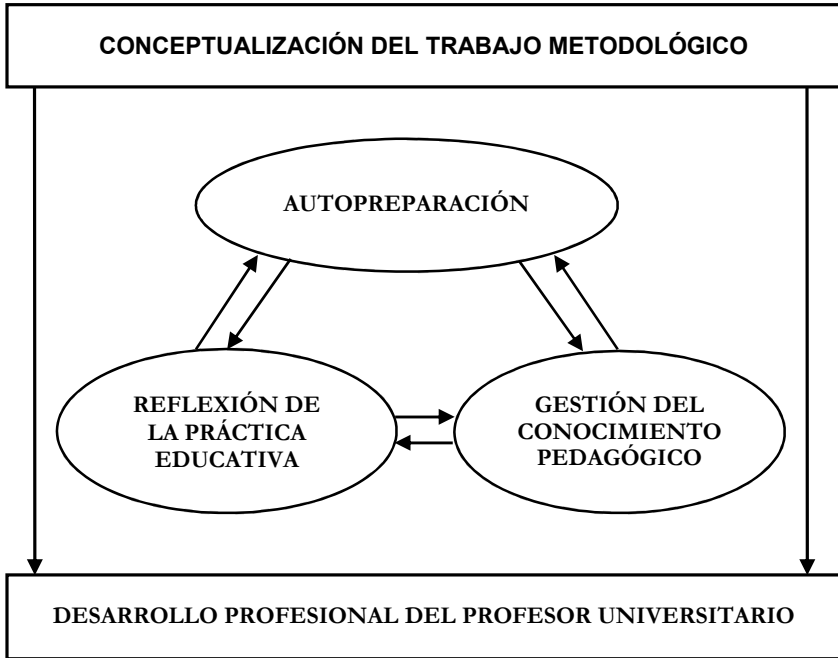 CONCEPTUALIZACIÓN DEL TRABAJO METODOLÓGICO
AUTOPREPARACIÓN
REFLEXIÓN DE
LA PRÁCTICA
EDUCATIVA
GESTIÓN DEL
CONOCIMIENTO
PEDAGÓGICO
DESARROLLO PROFESIONAL DEL PROFESOR UNIVERSITARIO